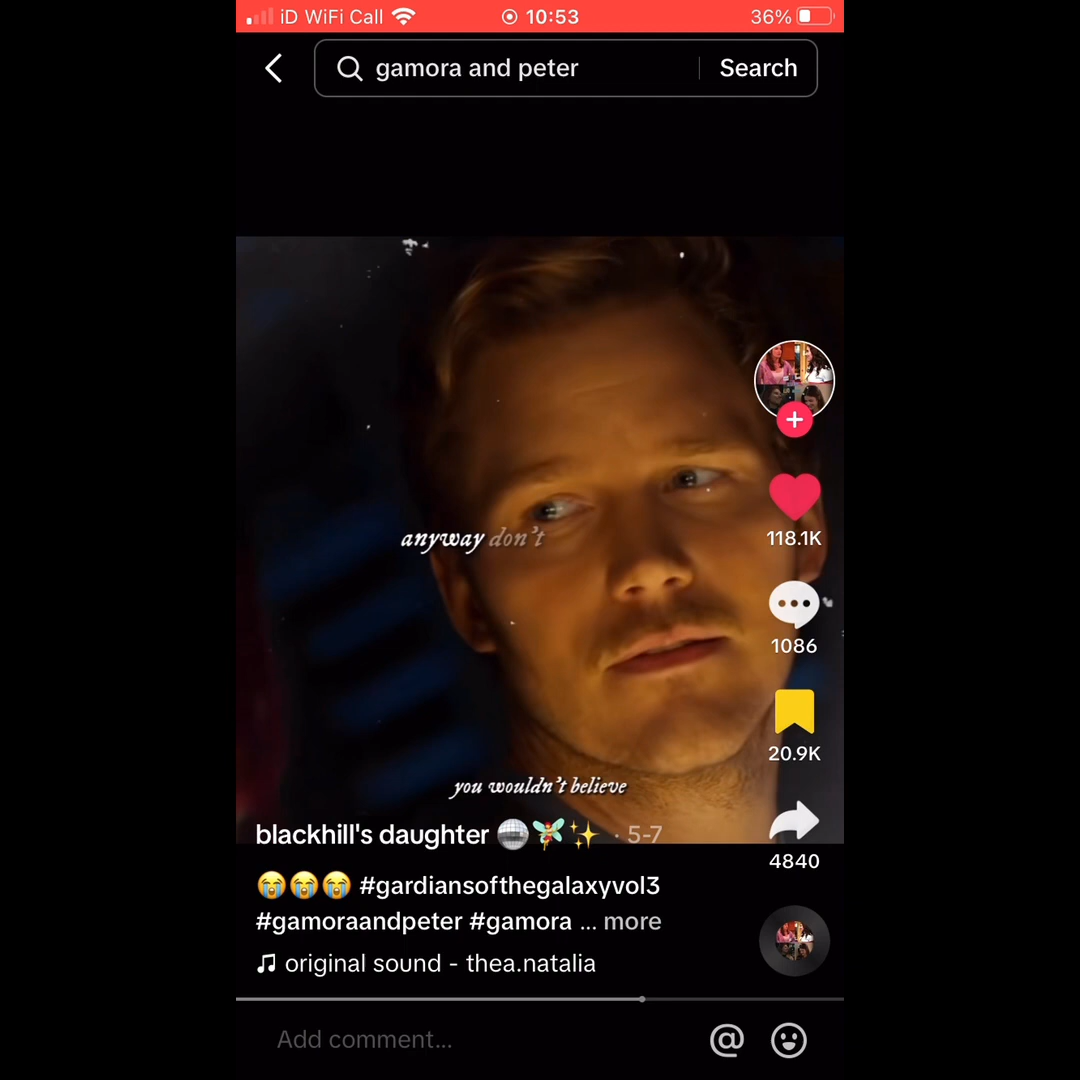 iD WiFi Call 10:53 36%
gamora and peter Search
118.1K
anyway don't
1086
20.9K
you wouldn't believe
blackhill's daughter 🪩🧚✨ · 5-7
4840
😭😭😭 #gardiansofthegalaxyvol3
#gamoraandpeter #gamora ... more
original sound - thea.natalia
Add comment... @